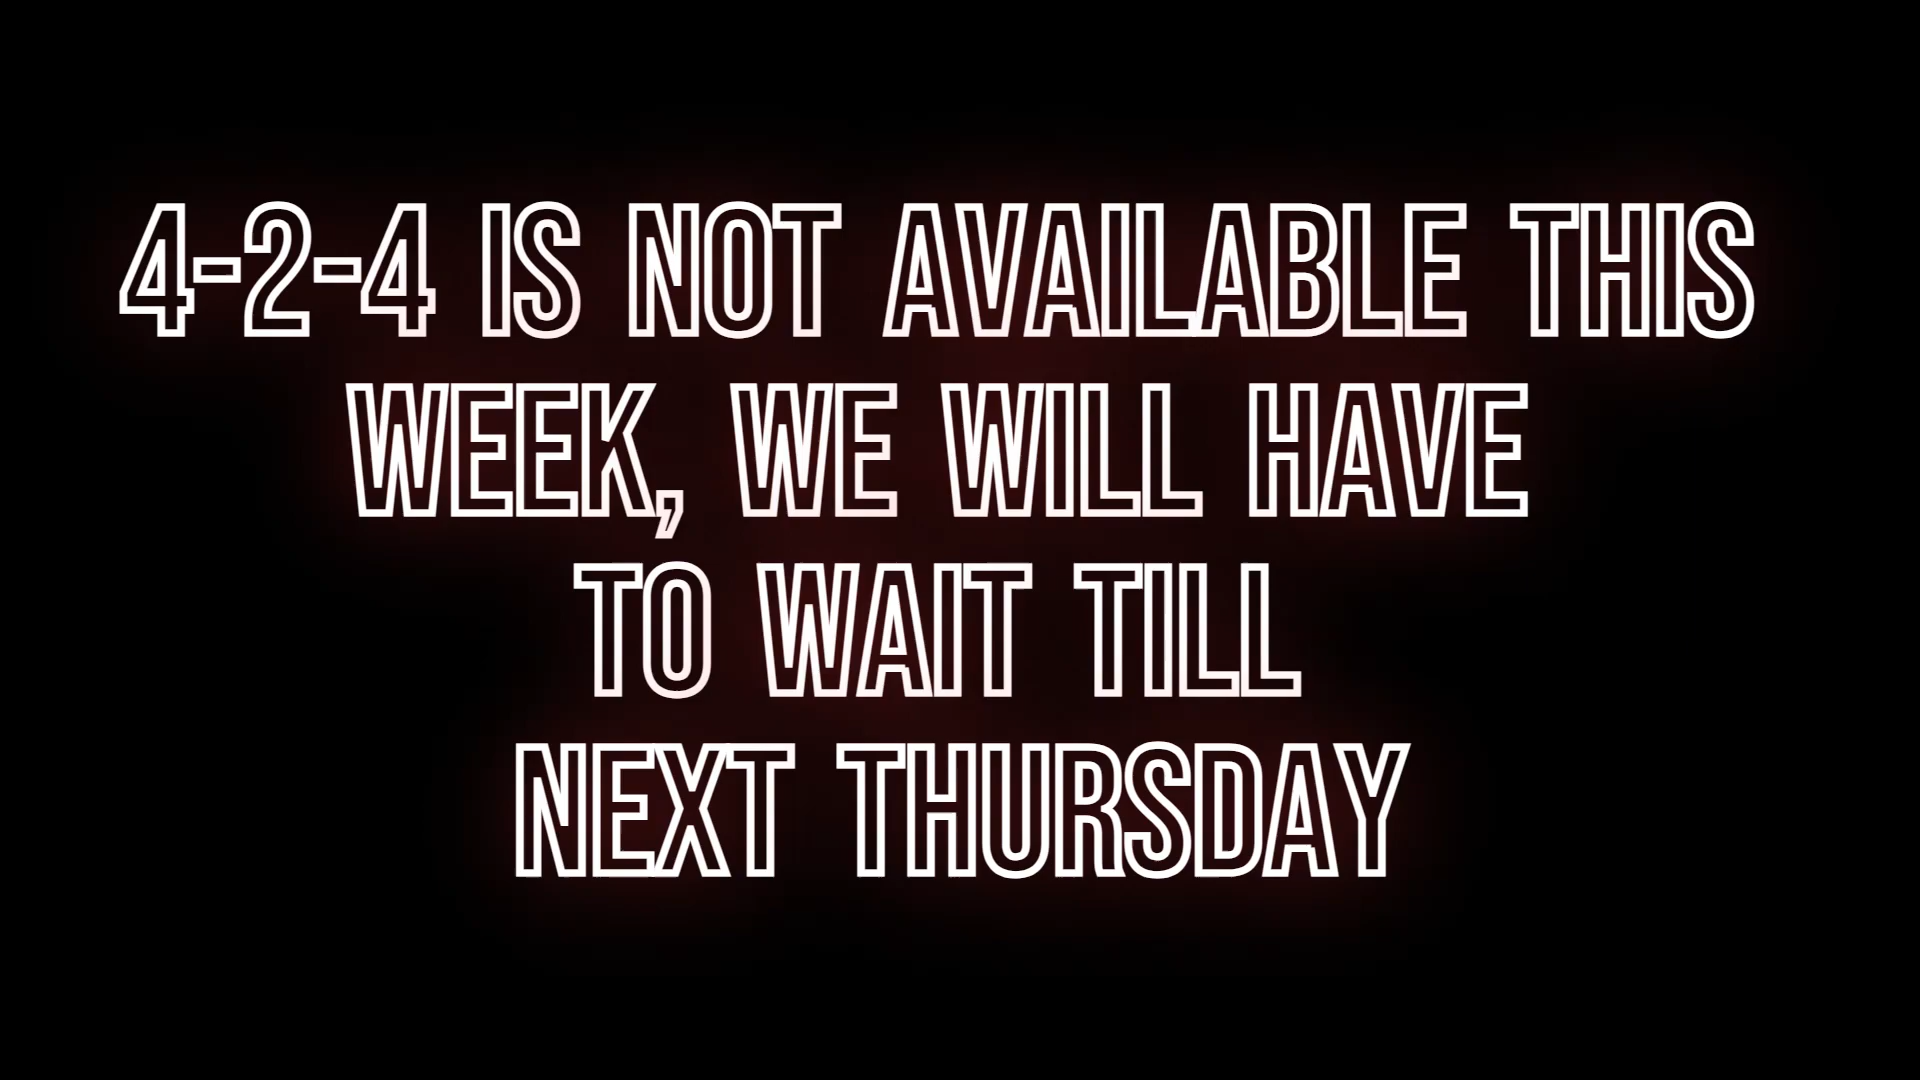 4-2-4 IS NOT AVAILABLE THIS
WEEK, WE WILL HAVE
TO WAIT TILL
NEXT THURSDAY